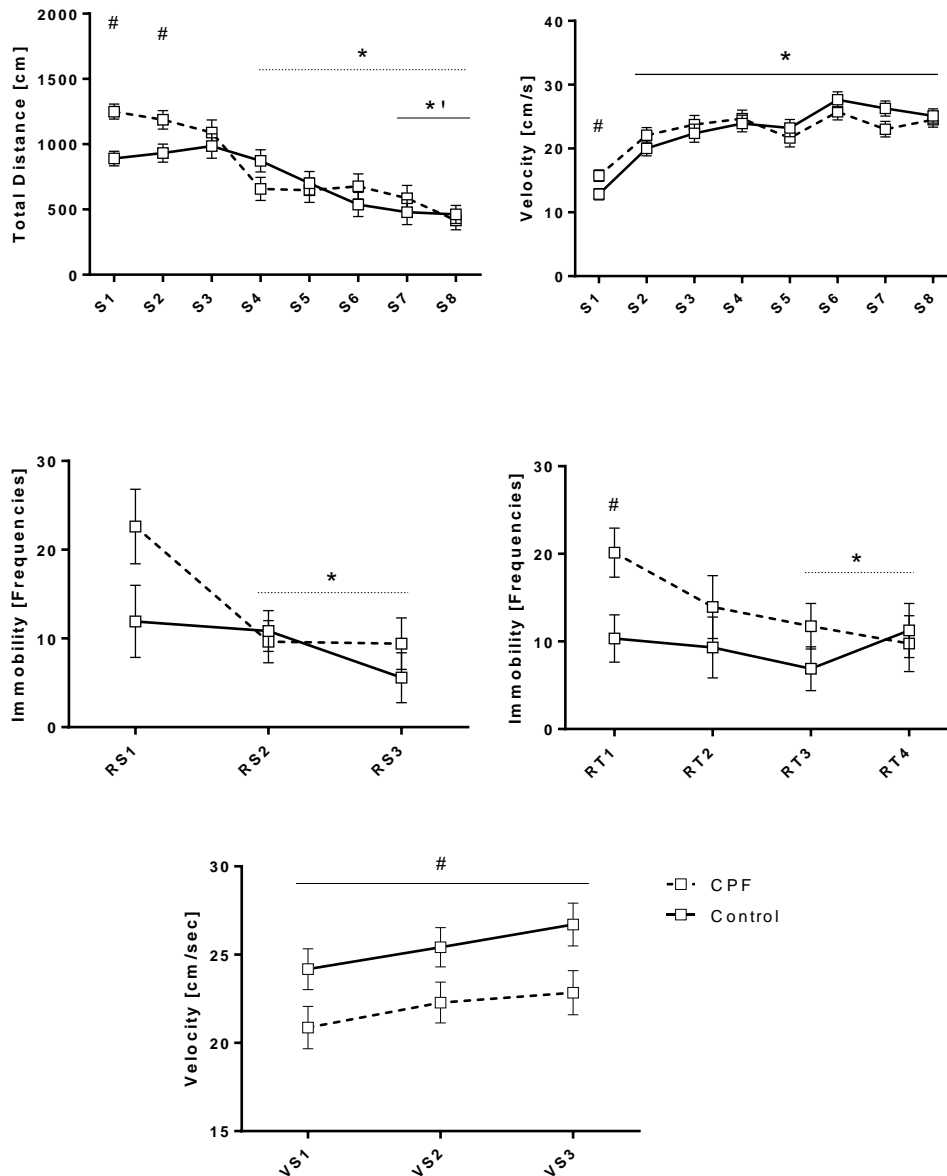 Total Distance [cm]
2000
1500
1000
500
0
#
#
*
*'
S1 S2 S3 S4 S5 S6 S7 S8
Velocity [cm/s]
40
30
20
10
0
#
*
S1 S2 S3 S4 S5 S6 S7 S8
Immobility [Frequencies]
30
20
10
0
*
RS1 RS2 RS3
Immobility [Frequencies]
30
20
10
0
#
*
RT1 RT2 RT3 RT4
Velocity [cm/sec]
30
25
20
15
#
VS1 VS2 VS3
CPF
Control